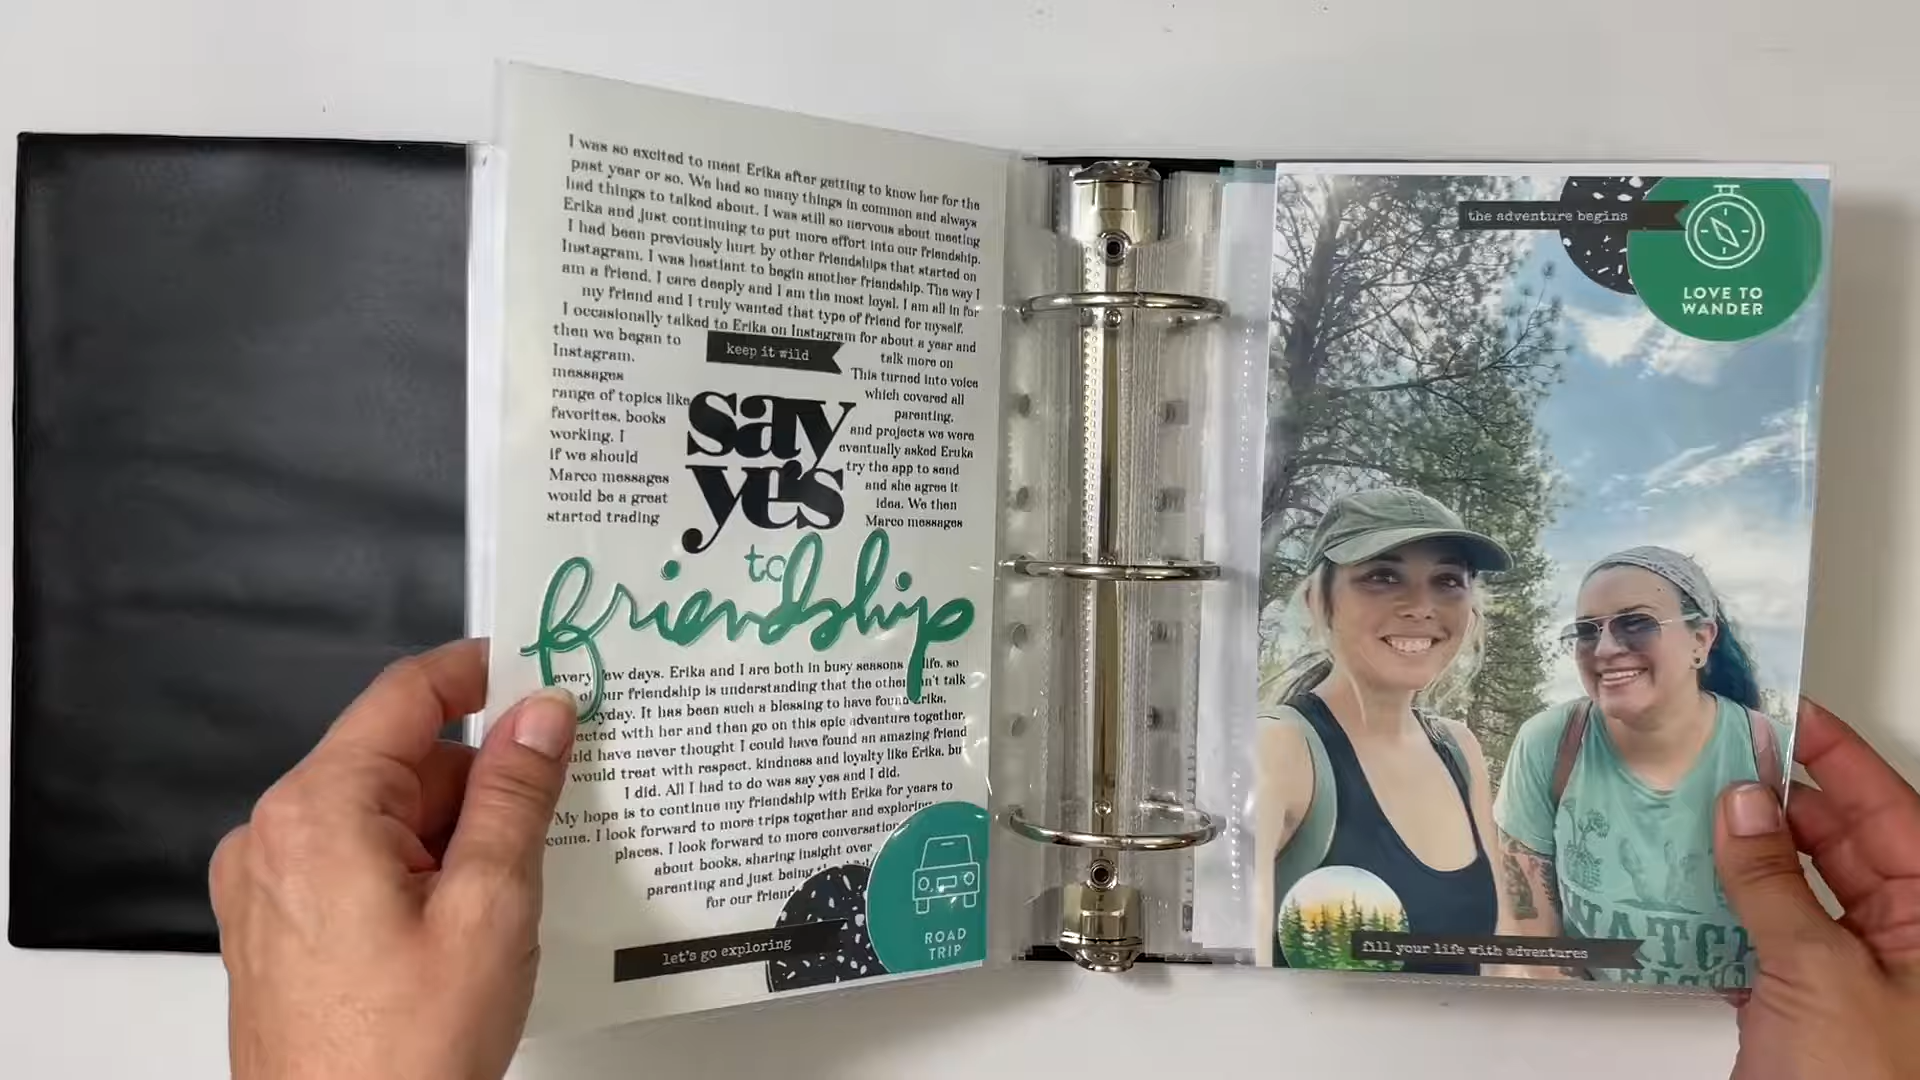 I was so excited to meet Erika after getting to know her for the
past year or so. We had so many things in common and always
had things to talked about. I was still so nervous about meeting
Erika and just continuing to put more effort into our friendship.
I had been previously hurt by other friendships that started on
Instagram. I was hestiant to begin another friendship. The way I
am a friend, I care deeply and I am the most loyal. I am all in for
my friend and I truly wanted that type of friend for myself.
I occasionally talked to Erika on Instagram for about a year and
then we began to talk more on
Instagram. This turned into voice
messages which covered all
range of topics like parenting,
favorites, books and projects we were
working. I eventually asked Eruka
if we should try the app to send
Marco messages and she agree it
would be a great idea. We then
started trading Marco messages
keep it wild
say
yes
to
friendship
every ew days. Erika and I are both in busy seasons life, so
of our friendship is understanding that the other n't talk
yday. It has been such a blessing to have found Erika,
ected with her and then go on this epic adventure together.
uld have never thought I could have found an amazing friend
would treat with respect, kindness and loyalty like Erika, but
I did. All I had to do was say yes and I did.
My hope is to continue my friendship with Erika for years to
come. I look forward to more trips together and exploring
places. I look forward to more conversation
about books, sharing insight over
parenting and just being
for our friend
let's go exploring
ROAD
TRIP
the adventure begins
LOVE TO
WANDER
WATCH
fill your life with adventures